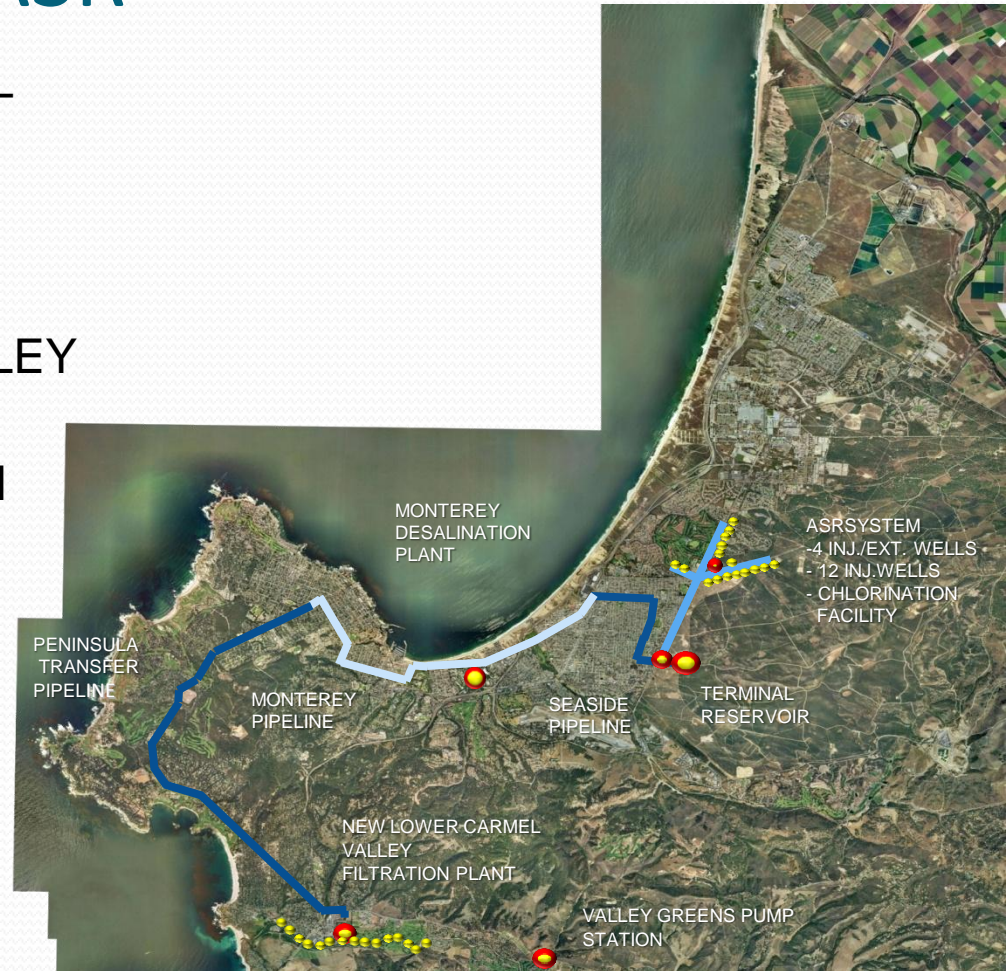 ASR
LEY
MONTEREY
DESALINATION
PLANT
ASRSYSTEM
-4 INJ./EXT. WELLS
- 12 INJ.WELLS
- CHLORINATION
FACILITY
PENINSULA
TRANSFER
PIPELINE
MONTEREY
PIPELINE
SEASIDE
PIPELINE
TERMINAL
RESERVOIR
NEW LOWER CARMEL
VALLEY
FILTRATION PLANT
VALLEY GREENS PUMP
STATION